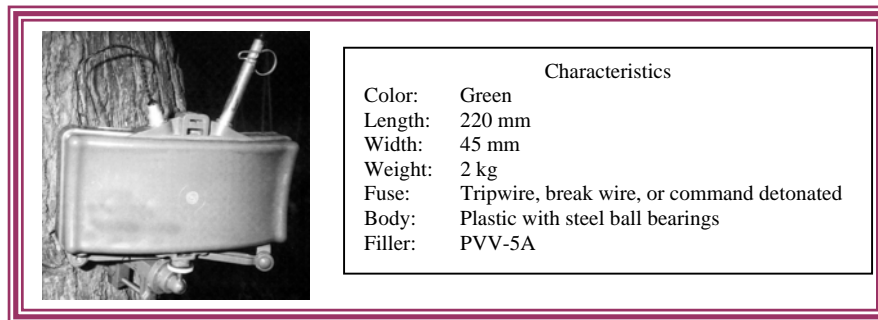 Characteristics
Color: Green
Length: 220 mm
Width: 45 mm
Weight: 2 kg
Fuse: Tripwire, break wire, or command detonated
Body: Plastic with steel ball bearings
Filler: PVV-5A